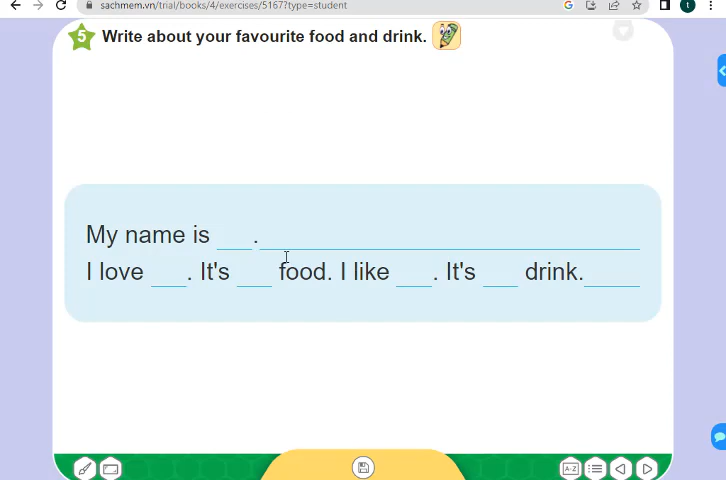 sachmem.vn/trial/books/4/exercises/5167?type=student
t
5 Write about your favourite food and drink.
My name is ___.
I love ___. It's ___ food. I like ___. It's ___ drink.
A-Z